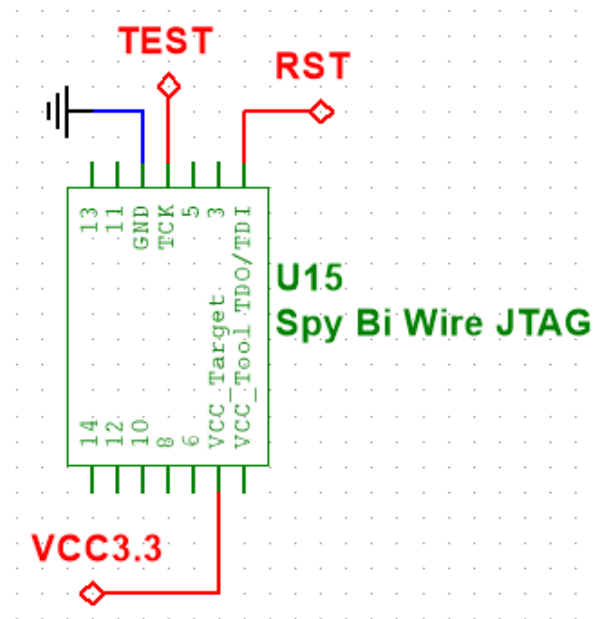 TEST
RST
13
11
GND
TCK
5
3
TDO/TDI
U15
Spy Bi Wire JTAG
14
12
10
8
6
VCC_Target
VCC_Tool
VCC3.3